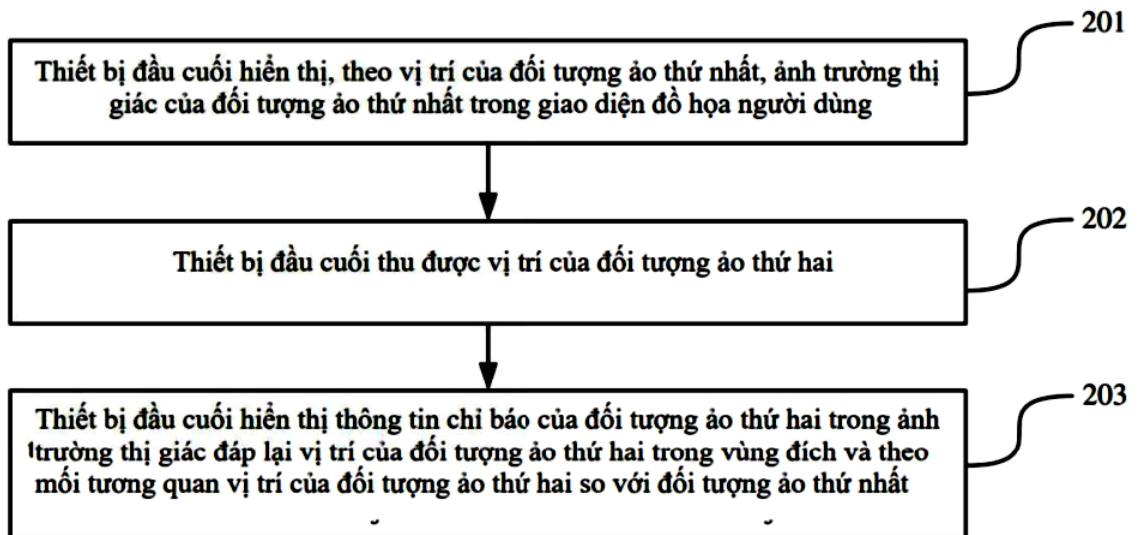 201
Thiết bị đầu cuối hiển thị, theo vị trí của đối tượng ảo thứ nhất, ảnh trường thị
giác của đối tượng ảo thứ nhất trong giao diện đồ họa người dùng
202
Thiết bị đầu cuối thu được vị trí của đối tượng ảo thứ hai
203
Thiết bị đầu cuối hiển thị thông tin chỉ báo của đối tượng ảo thứ hai trong ảnh
trường thị giác đáp lại vị trí của đối tượng ảo thứ hai trong vùng đích và theo
mối tương quan vị trí của đối tượng ảo thứ hai so với đối tượng ảo thứ nhất